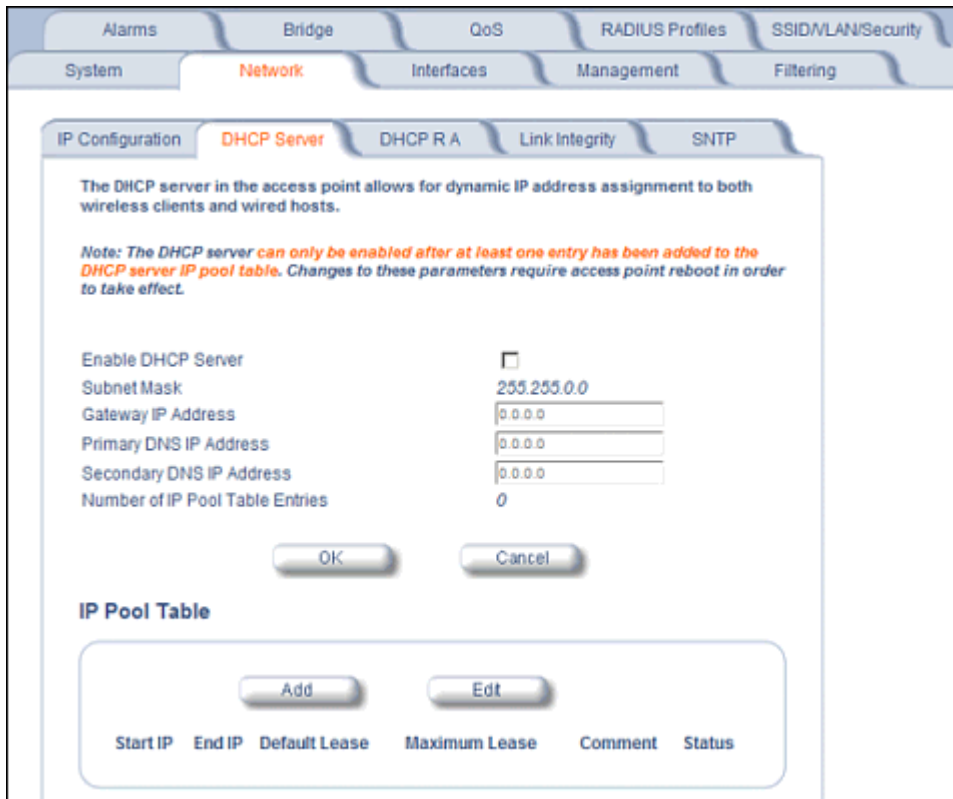 Alarms Bridge QoS RADIUS Profiles SSID/VLAN/Security
System Network Interfaces Management Filtering
IP Configuration DHCP Server DHCP R A Link Integrity SNTP
The DHCP server in the access point allows for dynamic IP address assignment to both
wireless clients and wired hosts.
Note: The DHCP server can only be enabled after at least one entry has been added to the
DHCP server IP pool table. Changes to these parameters require access point reboot in order
to take effect.
Enable DHCP Server
Subnet Mask 255.255.0.0
Gateway IP Address 0.0.0.0
Primary DNS IP Address 0.0.0.0
Secondary DNS IP Address 0.0.0.0
Number of IP Pool Table Entries 0
OK Cancel
IP Pool Table
Add Edit
Start IP End IP Default Lease Maximum Lease Comment Status